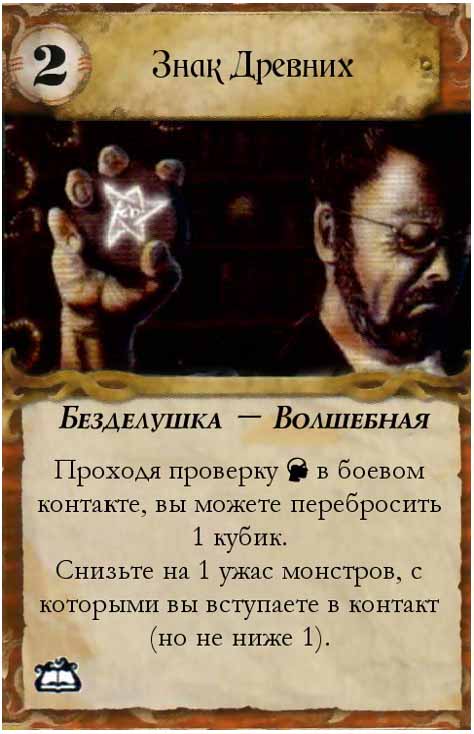 2
Знак Древних
Безделушка — Волшебная
Проходя проверку в боевом
контакте, вы можете перебросить
1 кубик.
Снизьте на 1 ужас монстров, с
которыми вы вступаете в контакт
(но не ниже 1).